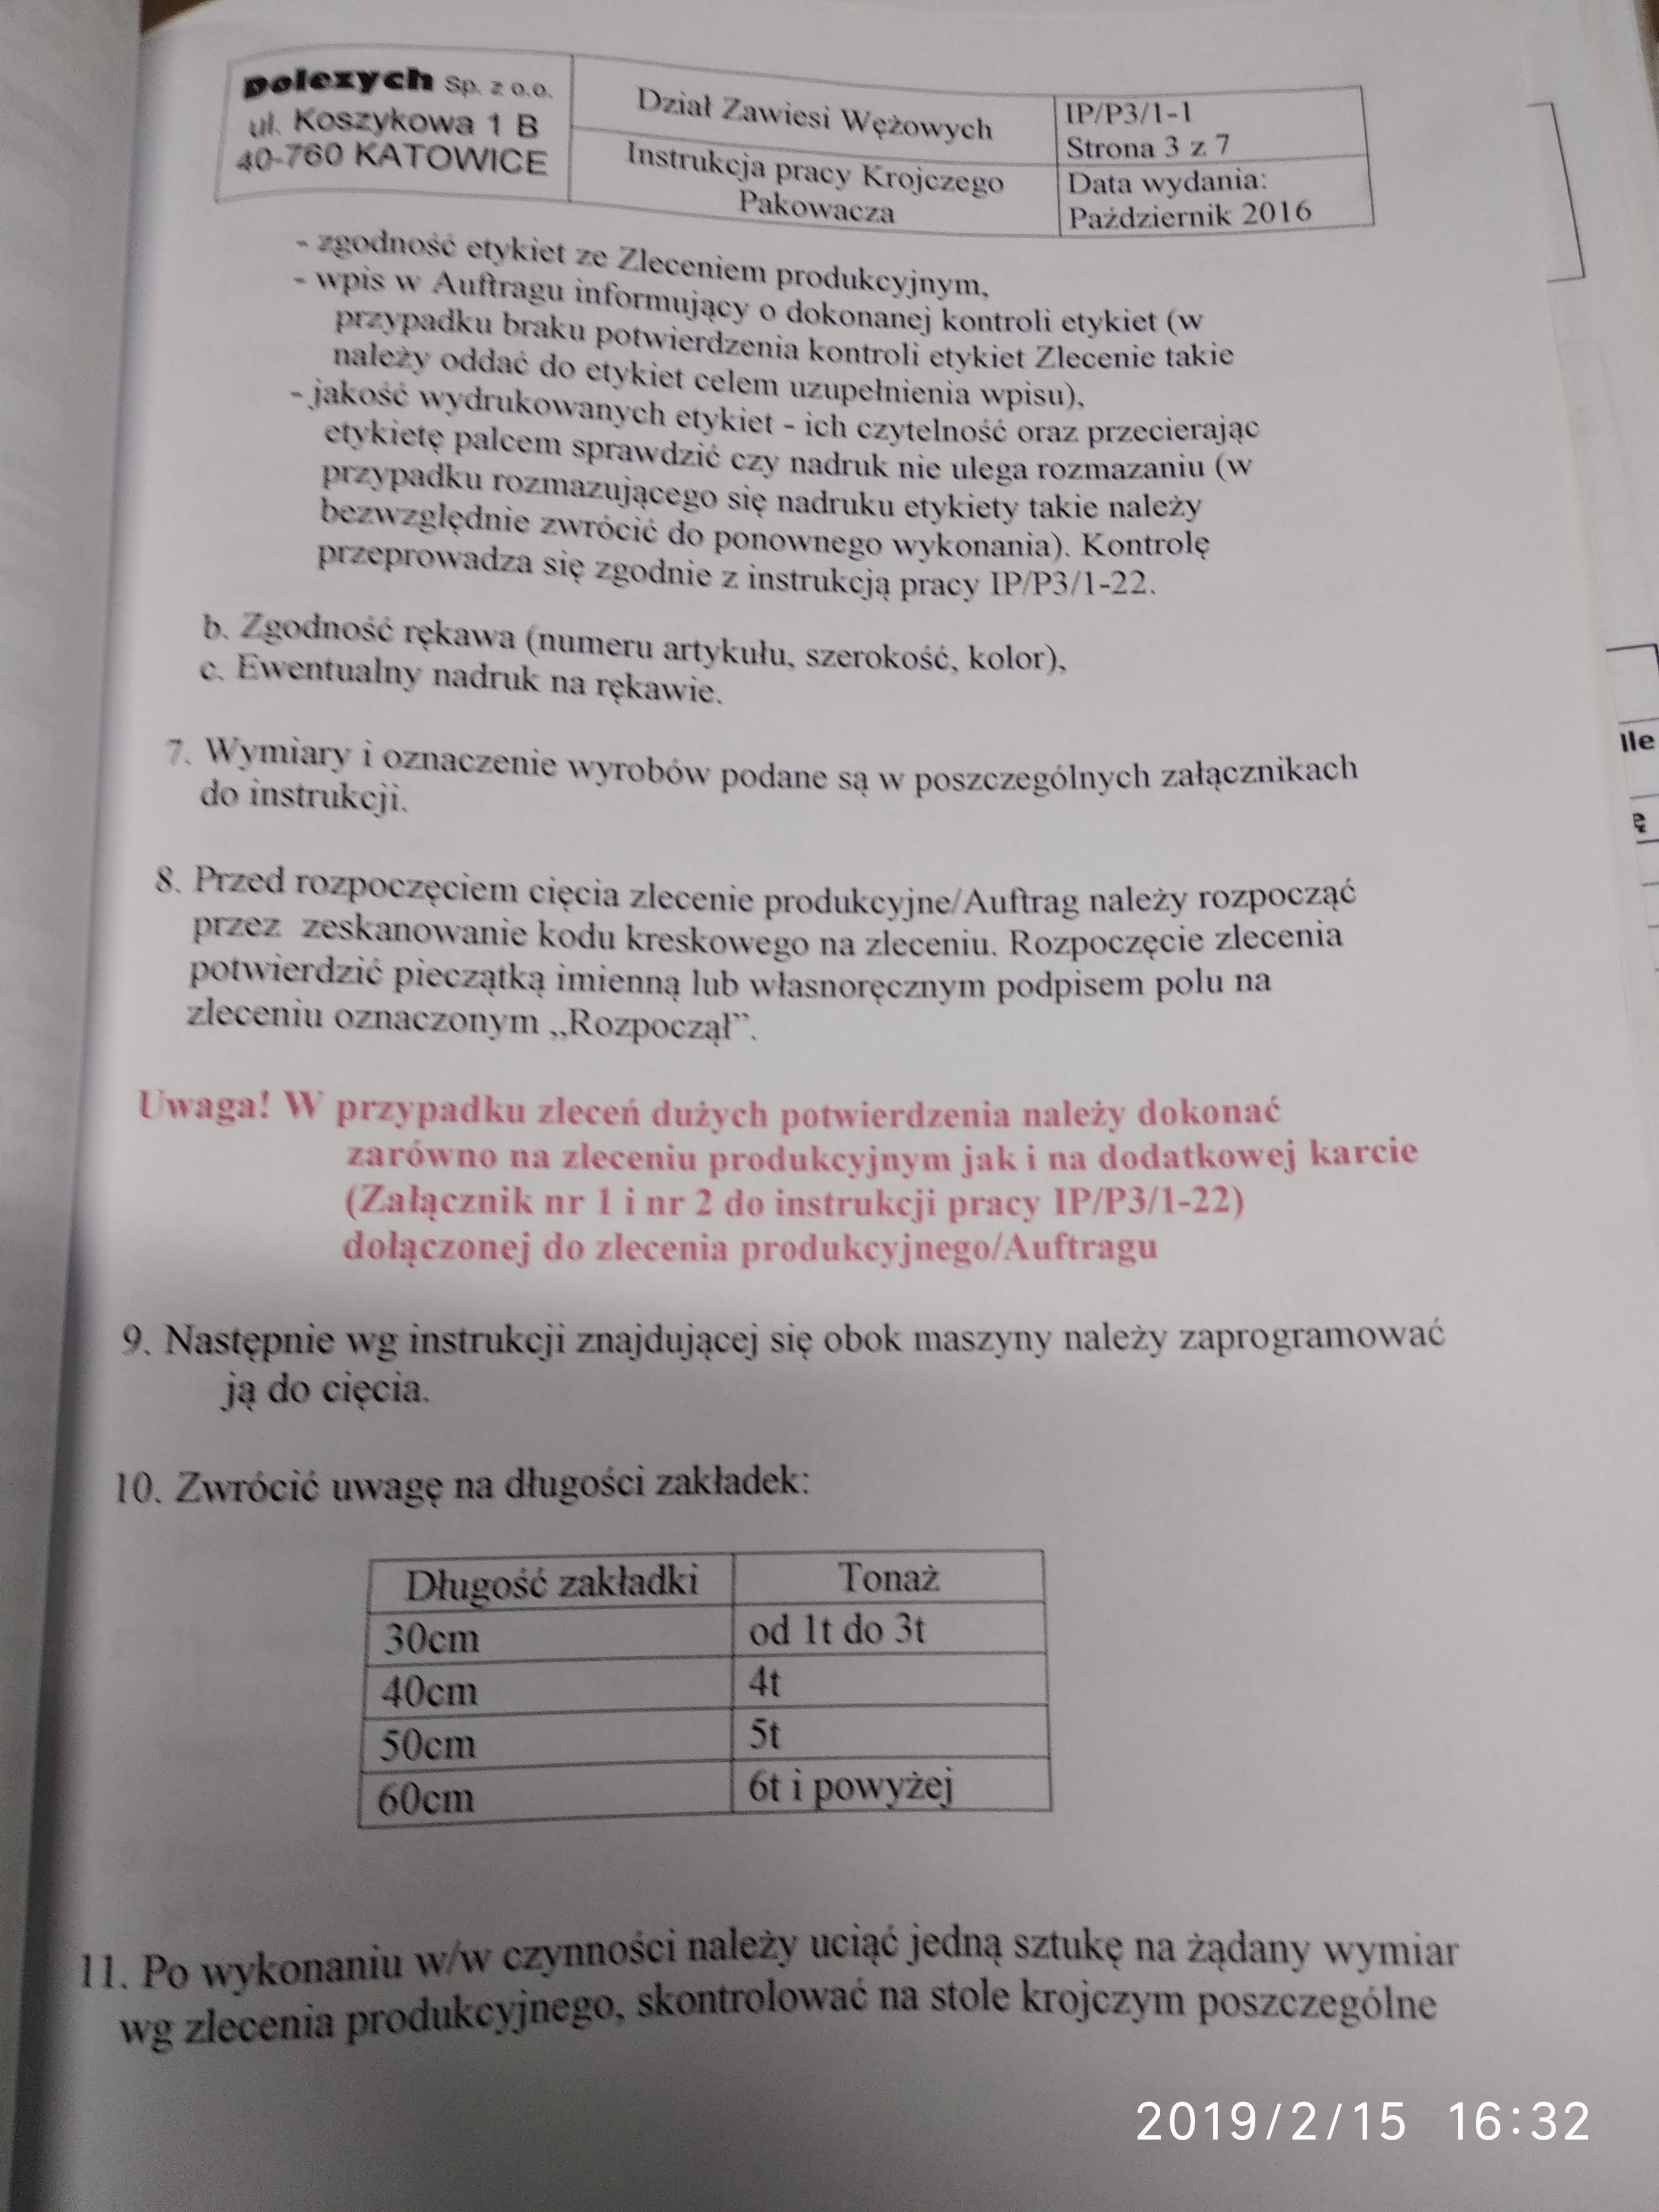 Dolezych Sp. z o.o.
ul. Koszykowa 1 B
40-760 KATOWICE
Dział Zawiesi Wężowych
Instrukcja pracy Krojczego
Pakowacza
IP/P3/1-1
Strona 3 z 7
Data wydania:
Październik 2016
- zgodność etykiet ze Zleceniem produkcyjnym,
- wpis w Auftragu informujący o dokonanej kontroli etykiet (w
przypadku braku potwierdzenia kontroli etykiet Zlecenie takie
należy oddać do etykiet celem uzupełnienia wpisu),
- jakość wydrukowanych etykiet - ich czytelność oraz przecierając
etykietę palcem sprawdzić czy nadruk nie ulega rozmazaniu (w
przypadku rozmazującego się nadruku etykiety takie należy
bezwzględnie zwrócić do ponownego wykonania). Kontrolę
przeprowadza się zgodnie z instrukcją pracy IP/P3/1-22.
b. Zgodność rękawa (numeru artykułu, szerokość, kolor),
c. Ewentualny nadruk na rękawie.
7. Wymiary i oznaczenie wyrobów podane są w poszczególnych załącznikach
do instrukcji.
8. Przed rozpoczęciem cięcia zlecenie produkcyjne/Auftrag należy rozpocząć
przez zeskanowanie kodu kreskowego na zleceniu. Rozpoczęcie zlecenia
potwierdzić pieczątką imienną lub własnoręcznym podpisem polu na
zleceniu oznaczonym „Rozpoczął”.
Uwaga! W przypadku zleceń dużych potwierdzenia należy dokonać
zarówno na zleceniu produkcyjnym jak i na dodatkowej karcie
(Załącznik nr 1 i nr 2 do instrukcji pracy IP/P3/1-22)
dołączonej do zlecenia produkcyjnego/Auftragu
9. Następnie wg instrukcji znajdującej się obok maszyny należy zaprogramować
ją do cięcia.
10. Zwrócić uwagę na długości zakładek:
Długość zakładki Tonaż
30cm od 1t do 3t
40cm 4t
50cm 5t
60cm 6t i powyżej
11. Po wykonaniu w/w czynności należy uciąć jedną sztukę na żądany wymiar
wg zlecenia produkcyjnego, skontrolować na stole krojczym poszczególne
lle
ę
2019/2/15 16:32